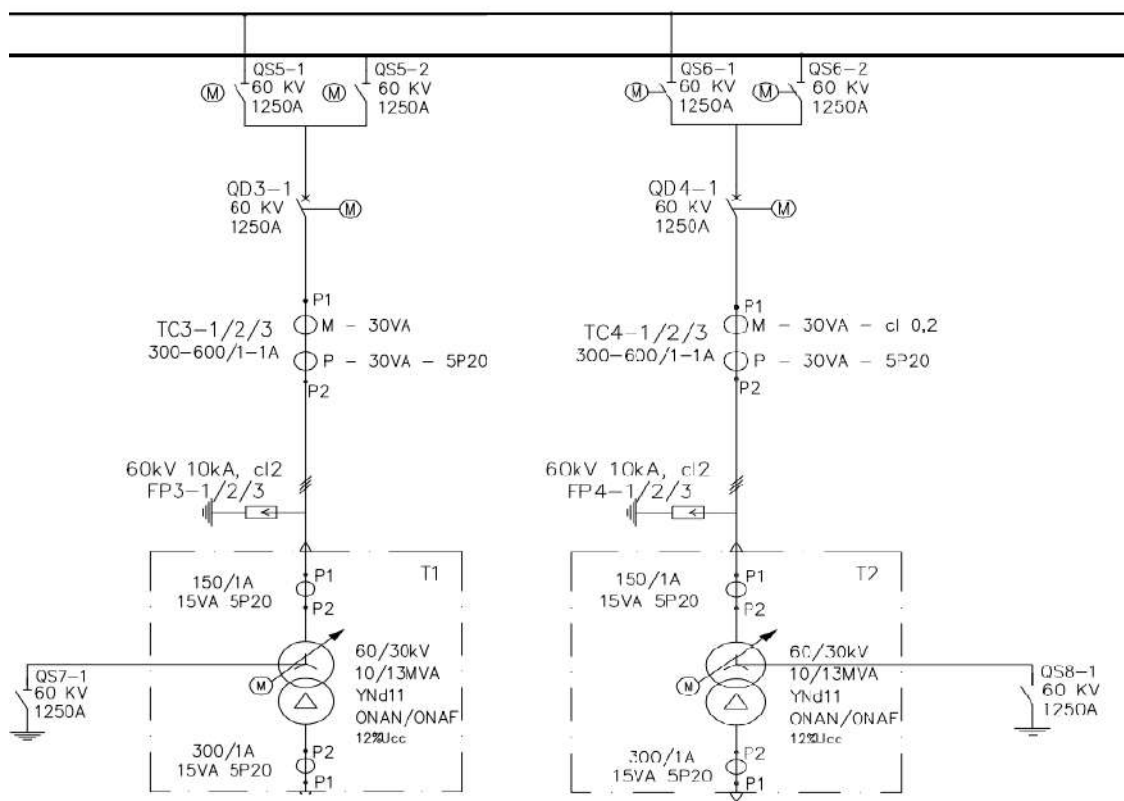 QS5-1
60 KV
1250A
M
QS5-2
60 KV
1250A
M
QS6-1
60 KV
1250A
M
QS6-2
60 KV
1250A
M
QD3-1
60 KV
1250A
M
QD4-1
60 KV
1250A
M
P1
TC3-1/2/3
300-600/1-1A
M - 30VA
P - 30VA - 5P20
P2
P1
TC4-1/2/3
300-600/1-1A
M - 30VA - cl 0,2
P - 30VA - 5P20
P2
60kV 10kA, cl2
FP3-1/2/3
60kV 10kA, cl2
FP4-1/2/3
T1
150/1A
15VA 5P20
P1
P2
60/30kV
10/13MVA
YNd11
ONAN/ONAF
12%Ucc
M
QS7-1
60 KV
1250A
300/1A
15VA 5P20
P2
P1
T2
150/1A
15VA 5P20
P1
P2
60/30kV
10/13MVA
YNd11
ONAN/ONAF
12%Ucc
M
QS8-1
60 KV
1250A
300/1A
15VA 5P20
P2
P1